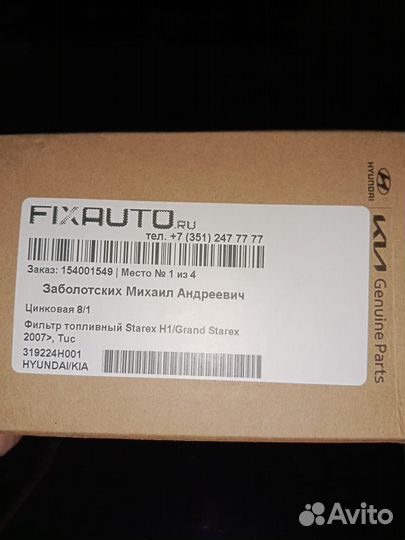 FIXAUTO.RU
тел. +7 (351) 247 77 77
Заказ: 154001549 | Место № 1 из 4
Заболотских Михаил Андреевич
Цинковая 8/1
Фильтр топливный Starex H1/Grand Starex
2007>, Tuc
319224H001
HYUNDAI/KIA
HYUNDAI
KIA
Genuine Parts
Avito